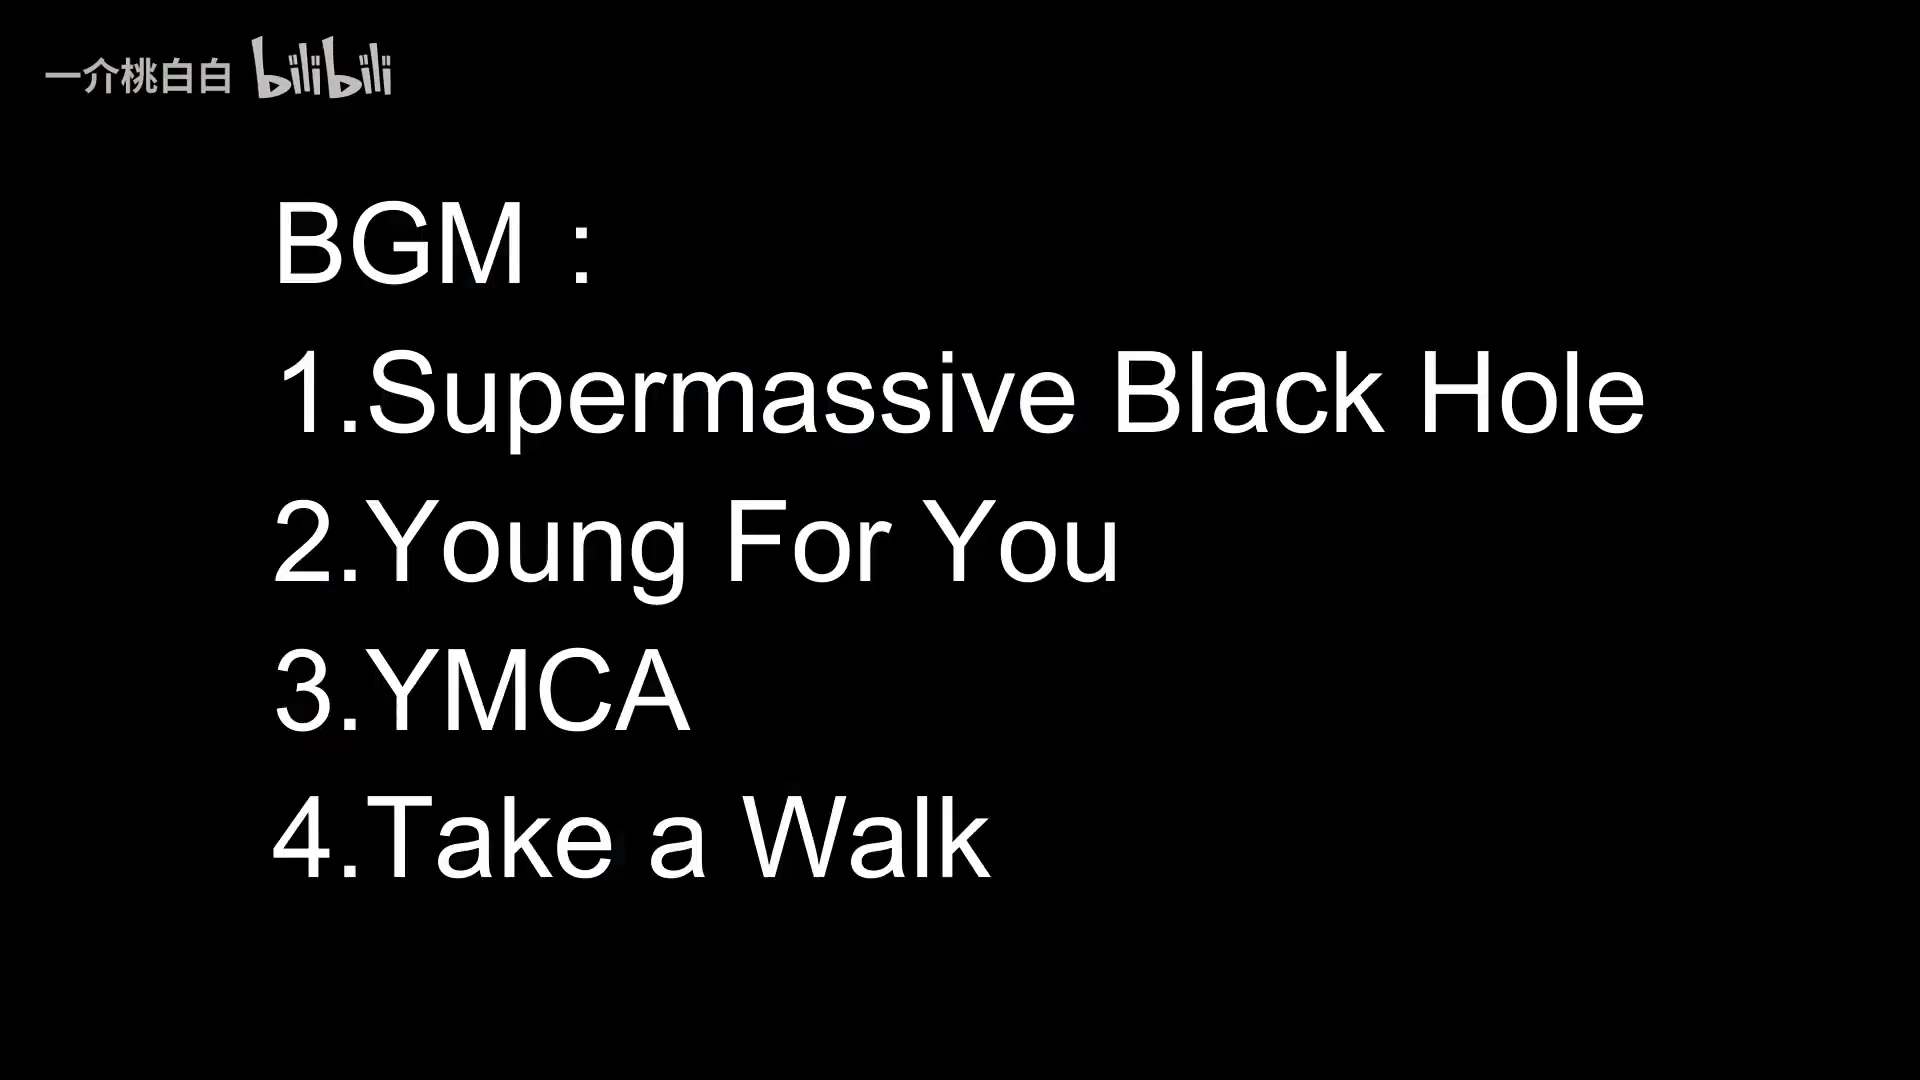 一介桃白白 bilibili
BGM：
1.Supermassive Black Hole
2.Young For You
3.YMCA
4.Take a Walk